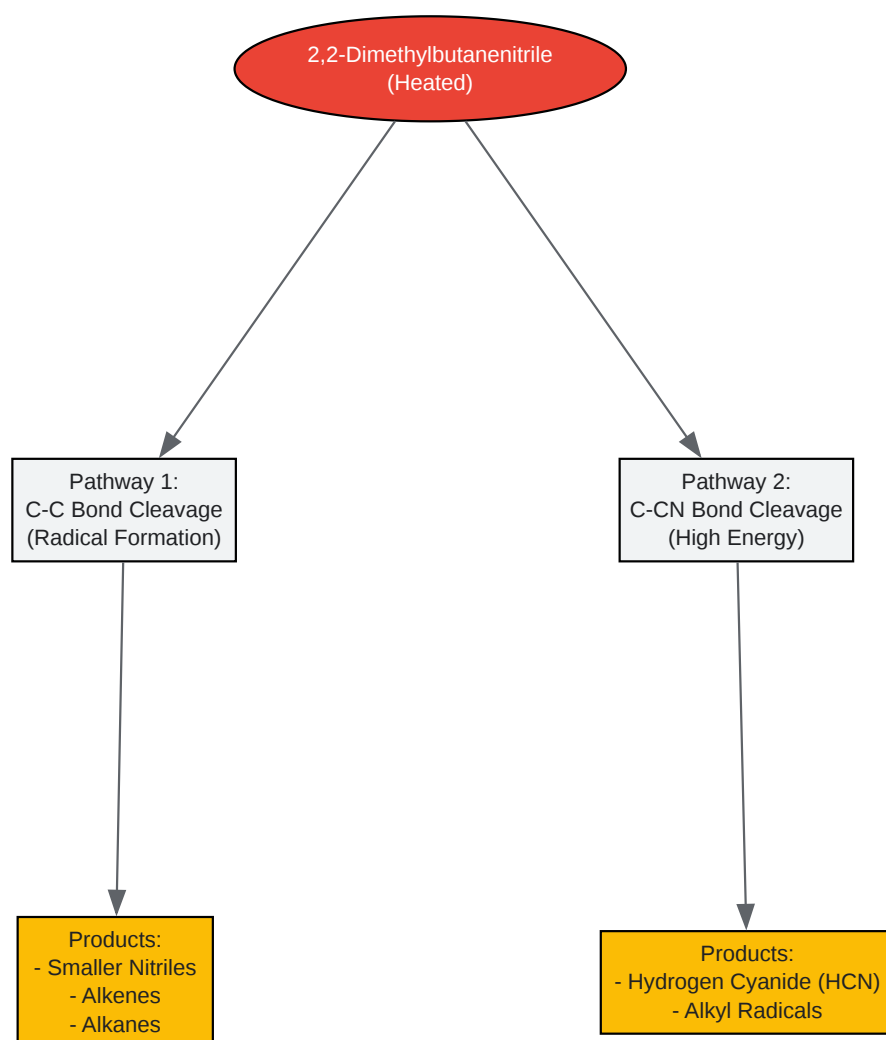 2,2-Dimethylbutanenitrile
(Heated)
Pathway 1:
C-C Bond Cleavage
(Radical Formation)
Pathway 2:
C-CN Bond Cleavage
(High Energy)
Products:
- Smaller Nitriles
- Alkenes
- Alkanes
Products:
- Hydrogen Cyanide (HCN)
- Alkyl Radicals